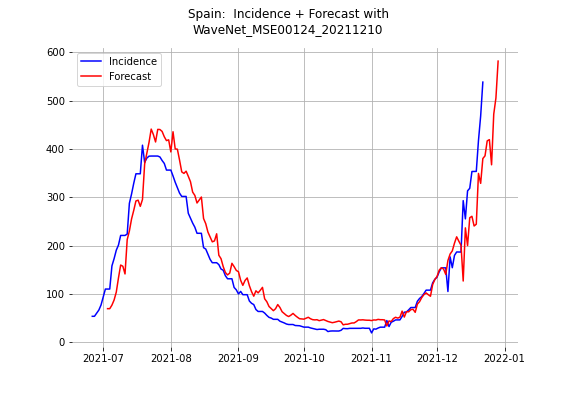 Spain:  Incidence + Forecast with
WaveNet_MSE00124_20211210
Incidence
Forecast
600
500
400
300
200
100
0
2021-07 2021-08 2021-09 2021-10 2021-11 2021-12 2022-01